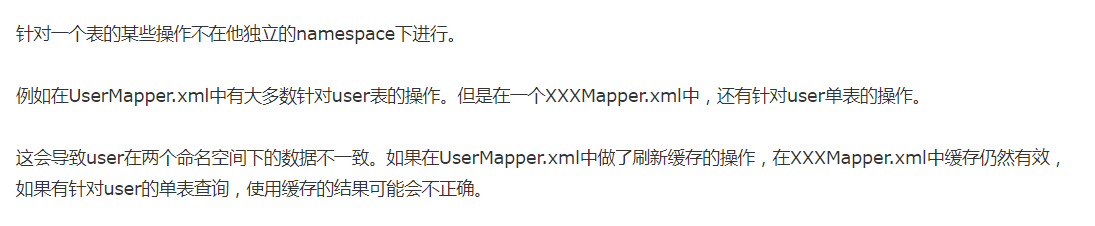 针对一个表的某些操作不在他独立的namespace下进行。
例如在UserMapper.xml中有大多数针对user表的操作。但是在一个XXXMapper.xml中，还有针对user单表的操作。
这会导致user在两个命名空间下的数据不一致。如果在UserMapper.xml中做了刷新缓存的操作，在XXXMapper.xml中缓存仍然有效，
如果有针对user的单表查询，使用缓存的结果可能会不正确。